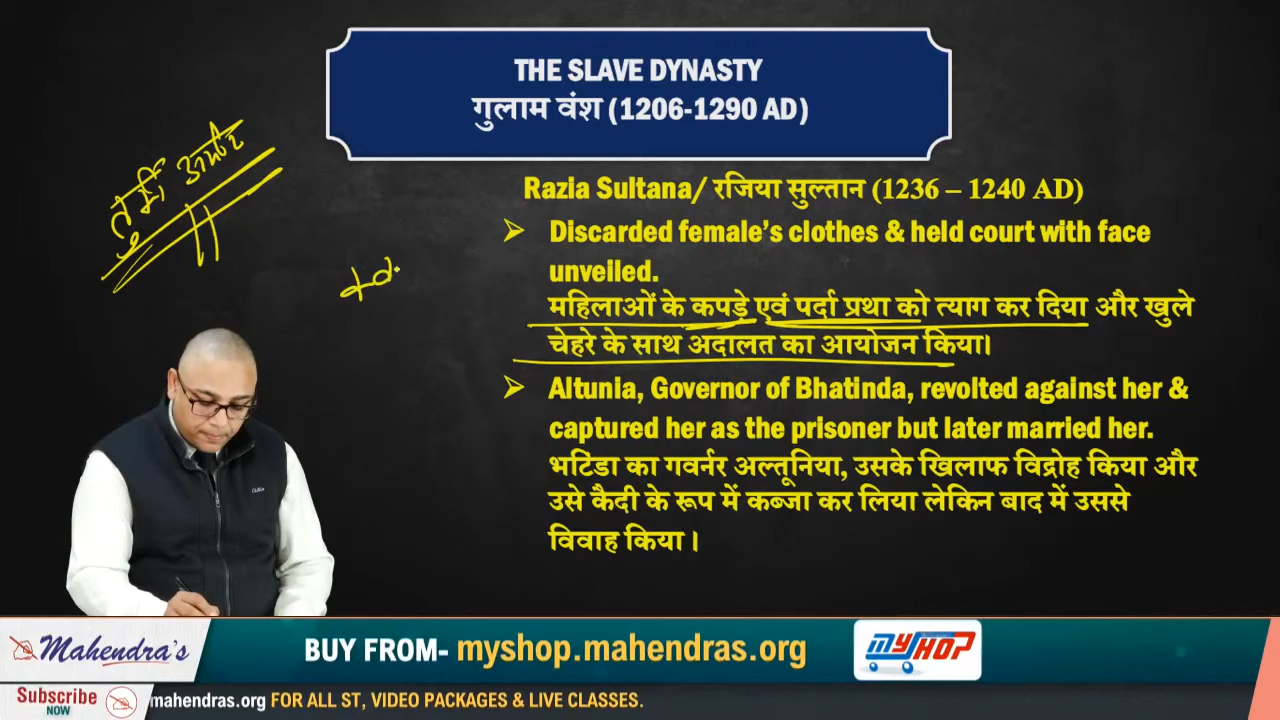 THE SLAVE DYNASTY
गुलाम वंश (1206-1290 AD)
Razia Sultana/ रजिया सुल्तान (1236 – 1240 AD)
➢ Discarded female's clothes & held court with face
unveiled.
महिलाओं के कपड़े एवं पर्दा प्रथा को त्याग कर दिया और खुले
चेहरे के साथ अदालत का आयोजन किया।
➢ Altunia, Governor of Bhatinda, revolted against her &
captured her as the prisoner but later married her.
भटिंडा का गवर्नर अल्तूनिया, उसके खिलाफ विद्रोह किया और
उसे कैदी के रूप में कब्जा कर लिया लेकिन बाद में उससे
विवाह किया।
Mahendra's
BUY FROM- myshop.mahendras.org
MYSHOP
Subscribe
NOW
mahendras.org FOR ALL ST, VIDEO PACKAGES & LIVE CLASSES.